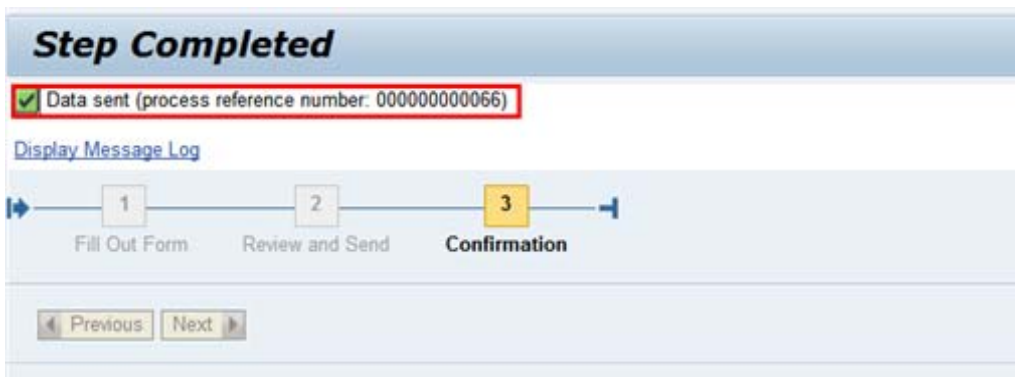 Step Completed
Data sent (process reference number: 000000000066)
Display Message Log
1 2 3
Fill Out Form Review and Send Confirmation
Previous Next